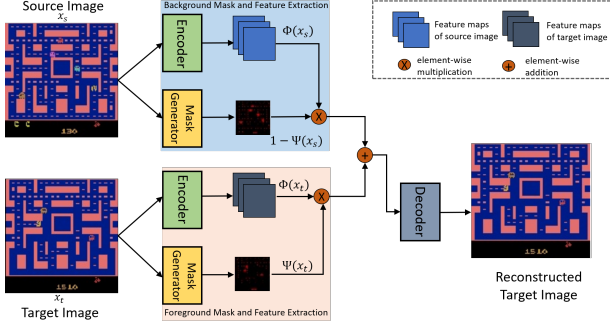 Source Image
x_s
130
Background Mask and Feature Extraction
Encoder
Φ(x_s)
Mask Generator
1 − Ψ(x_s)
X
Feature maps of source image
Feature maps of target image
X
element-wise multiplication
+
element-wise addition
+
Encoder
Φ(x_t)
X
Mask Generator
Ψ(x_t)
Foreground Mask and Feature Extraction
1510
x_t
Target Image
Decoder
1510
Reconstructed
Target Image